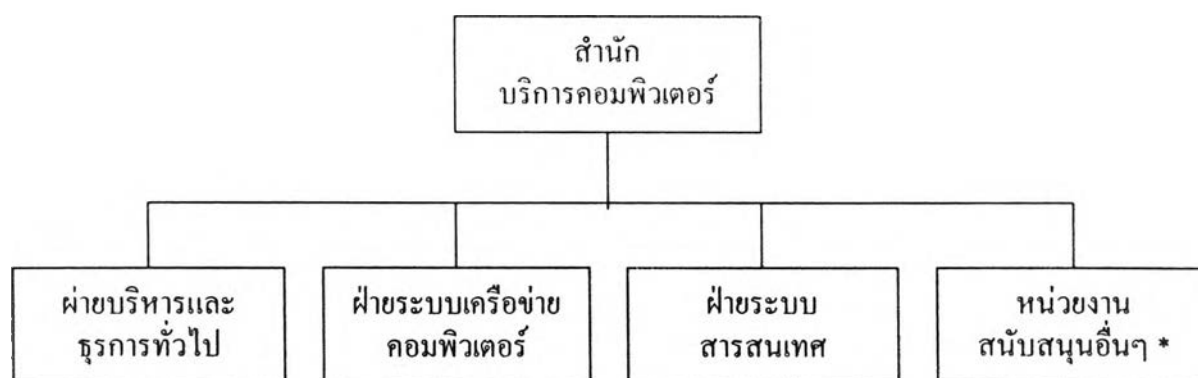 สำนัก
บริการคอมพิวเตอร์
ผ่ายบริหารและ
ธุรการทั่วไป
ฝ่ายระบบเครือข่าย
คอมพิวเตอร์
ฝ่ายระบบ
สารสนเทศ
หน่วยงาน
สนับสนุนอื่นๆ *